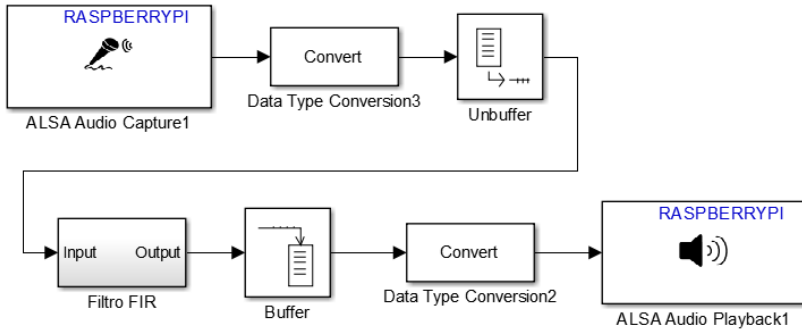 RASPBERRYPI
ALSA Audio Capture1
Convert
Data Type Conversion3
Unbuffer
Input
Output
Filtro FIR
Buffer
Convert
Data Type Conversion2
RASPBERRYPI
ALSA Audio Playback1